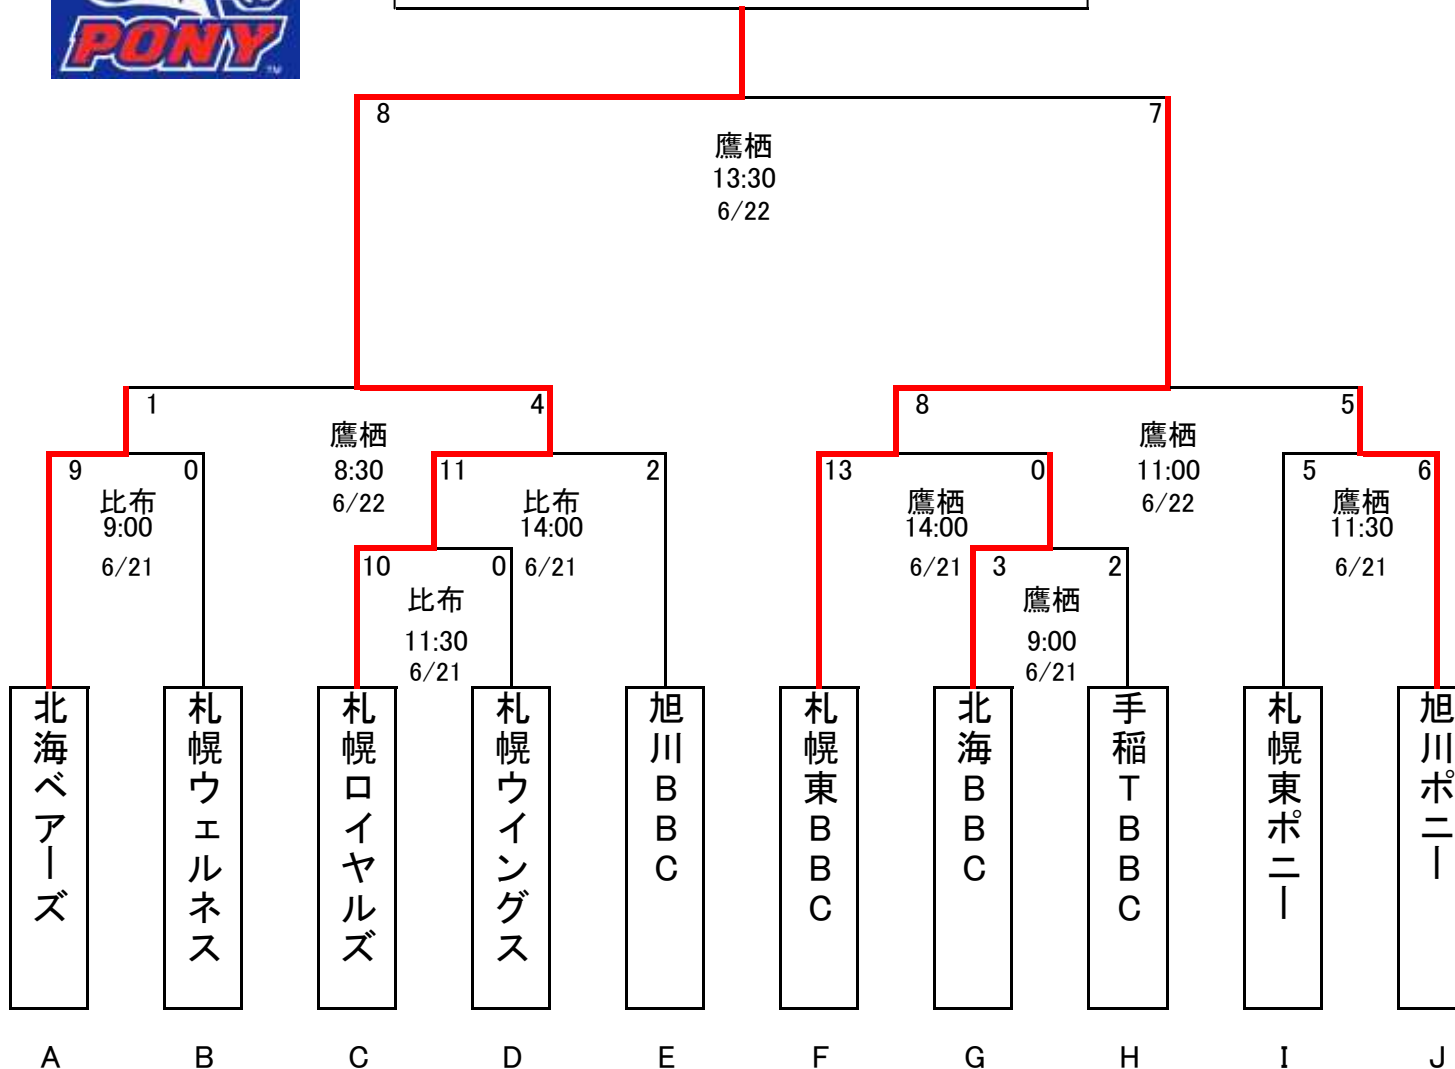 PONY
TM
8
7
鷹栖
13:30
6/22
1
4
8
5
鷹栖
8:30
6/22
鷹栖
11:00
6/22
9
0
比布
9:00
6/21
11
2
比布
14:00
6/21
13
0
鷹栖
14:00
6/21
5
6
鷹栖
11:30
6/21
10
0
比布
11:30
6/21
3
2
鷹栖
9:00
6/21
北海ベアーズ
札幌ウェルネス
札幌ロイヤルズ
札幌ウイングス
旭川BBC
札幌東BBC
北海BBC
手稲TBBC
札幌東ポニー
旭川ポニー
A B C D E F G H I J